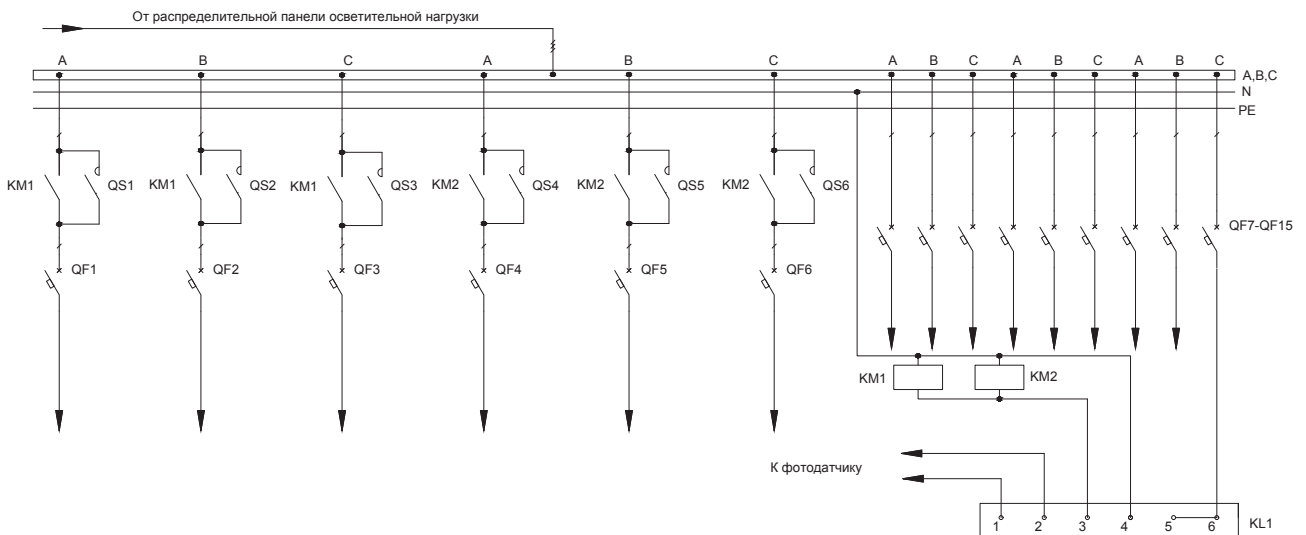 От распределительной панели осветительной нагрузки
A B C A B C A B C A B C A B C
A,B,C
N
PE
KM1 QS1 KM1 QS2 KM1 QS3 KM2 QS4 KM2 QS5 KM2 QS6
QF7-QF15
QF1 QF2 QF3 QF4 QF5 QF6
KM1 KM2
К фотодатчику
1 2 3 4 5 6 KL1